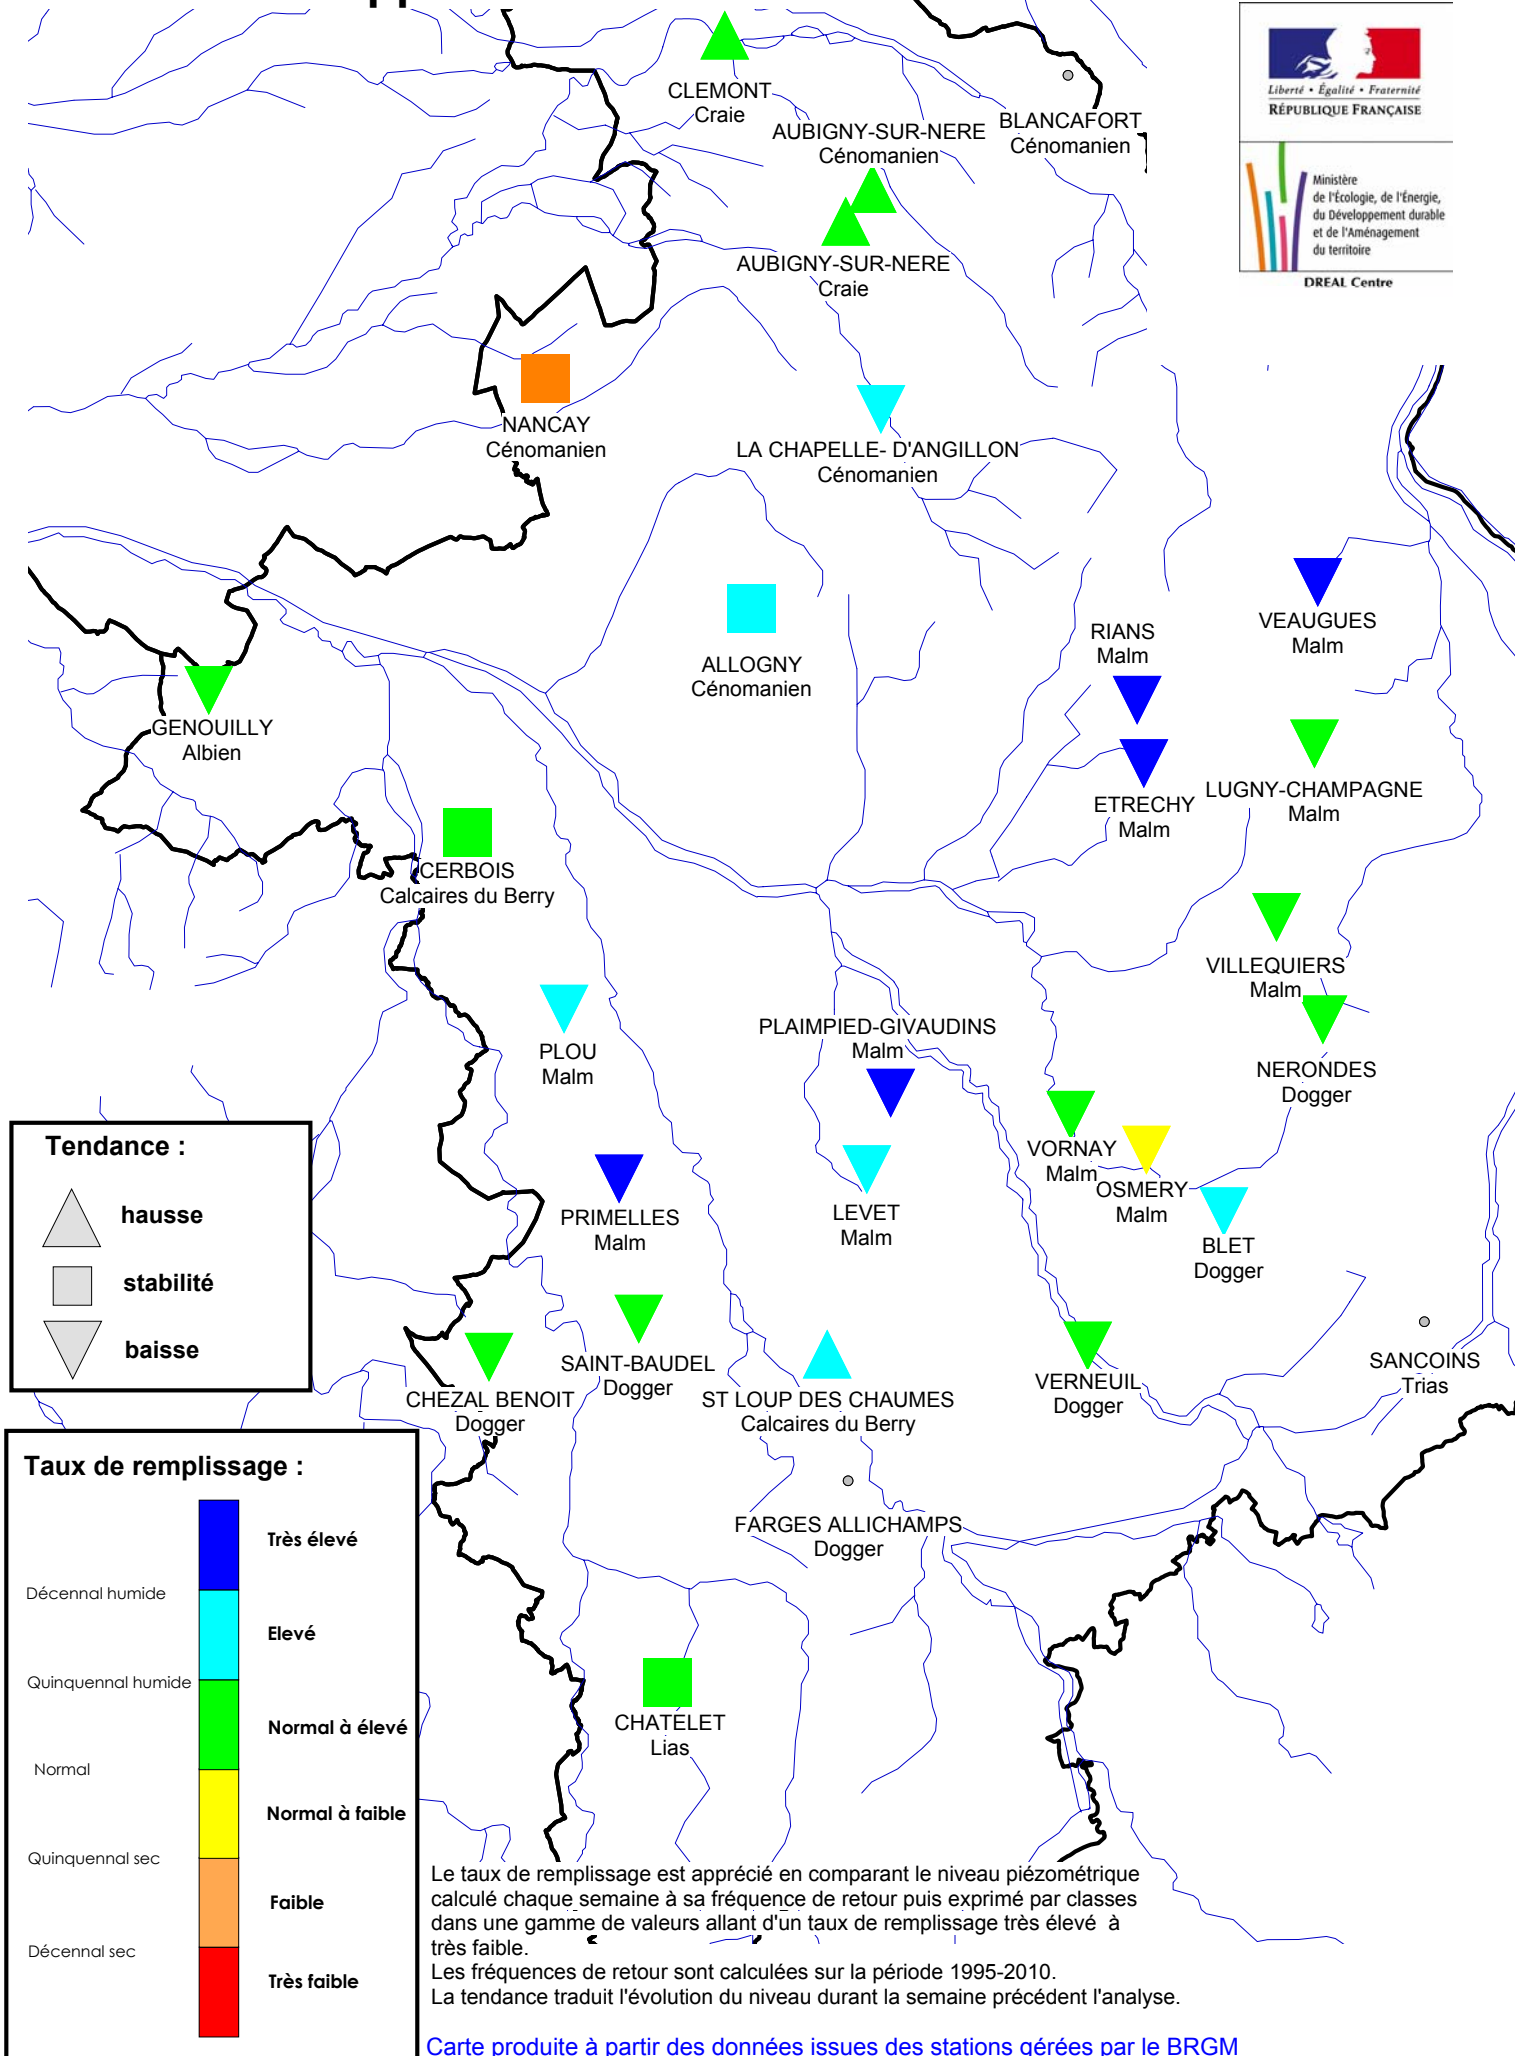 CLEMONT
Craie
AUBIGNY-SUR-NERE
Cénomanien
BLANCAFORT
Cénomanien
Liberté • Égalité • Fraternité
RÉPUBLIQUE FRANÇAISE
Ministère
de l'Écologie, de l'Énergie,
du Développement durable
et de l'Aménagement
du territoire
DREAL Centre
AUBIGNY-SUR-NERE
Craie
NANCAY
Cénomanien
LA CHAPELLE- D'ANGILLON
Cénomanien
ALLOGNY
Cénomanien
RIANS
Malm
VEAUGUES
Malm
GENOUILLY
Albien
ETRECHY
Malm
LUGNY-CHAMPAGNE
Malm
CERBOIS
Calcaires du Berry
VILLEQUIERS
Malm
PLOU
Malm
PLAIMPIED-GIVAUDINS
Malm
NERONDES
Dogger
VORNAY
Malm
OSMERY
Malm
PRIMELLES
Malm
LEVET
Malm
BLET
Dogger
Tendance :
hausse
stabilité
baisse
CHEZAL BENOIT
Dogger
SAINT-BAUDEL
Dogger
ST LOUP DES CHAUMES
Calcaires du Berry
VERNEUIL
Dogger
SANCOINS
Trias
FARGES ALLICHAMPS
Dogger
CHATELET
Lias
Taux de remplissage :
Très élevé
Décennal humide
Elevé
Quinquennal humide
Normal à élevé
Normal
Normal à faible
Quinquennal sec
Faible
Décennal sec
Très faible
Le taux de remplissage est apprécié en comparant le niveau piézométrique
calculé chaque semaine à sa fréquence de retour puis exprimé par classes
dans une gamme de valeurs allant d'un taux de remplissage très élevé à
très faible.
Les fréquences de retour sont calculées sur la période 1995-2010.
La tendance traduit l'évolution du niveau durant la semaine précédent l'analyse.
Carte produite à partir des données issues des stations gérées par le BRGM